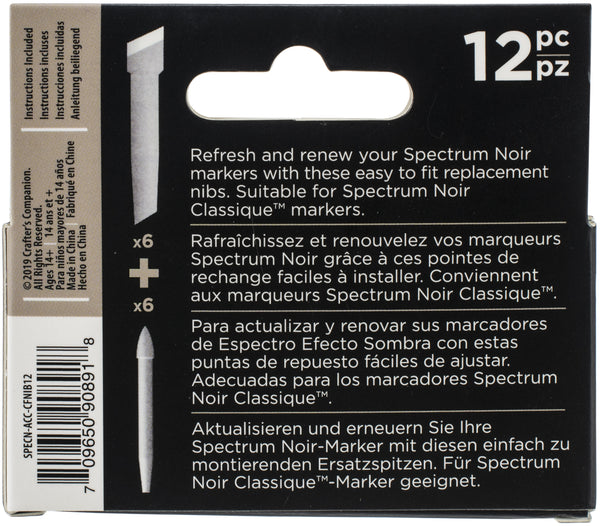 12 pc
pz
Refresh and renew your Spectrum Noir
markers with these easy to fit replacement
nibs. Suitable for Spectrum Noir
Classique™ markers.
Rafraîchissez et renouvelez vos marqueurs
Spectrum Noir grâce à ces pointes de
rechange faciles à installer. Conviennent
aux marqueurs Spectrum Noir Classique™.
Para actualizar y renovar sus marcadores
de Espectro Efecto Sombra con estas
puntas de repuesto fáciles de ajustar.
Adecuadas para los marcadores Spectrum
Noir Classique™.
Aktualisieren und erneuern Sie Ihre
Spectrum Noir-Marker mit diesen einfach zu
montierenden Ersatzspitzen. Für Spectrum
Noir Classique™-Marker geeignet.
x6
+
x6
Instructions Included
Instructions incluses
Instrucciones incluidas
Anleitung beiliegend
©2019 Crafter's Companion.
All Rights Reserved.
Ages 14+ | 14 ans et +
Para niños mayores de 14 años
Made in China | Fabriqué en Chine
Hecho en China
SPECN-ACC-CFNIB12
7 09650 90891 8